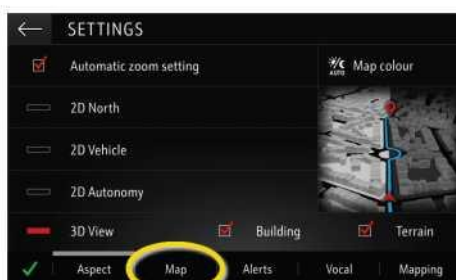 SETTINGS
Automatic zoom setting
AUTO Map colour
2D North
2D Vehicle
2D Autonomy
3D View Building Terrain
Aspect Map Alerts Vocal Mapping